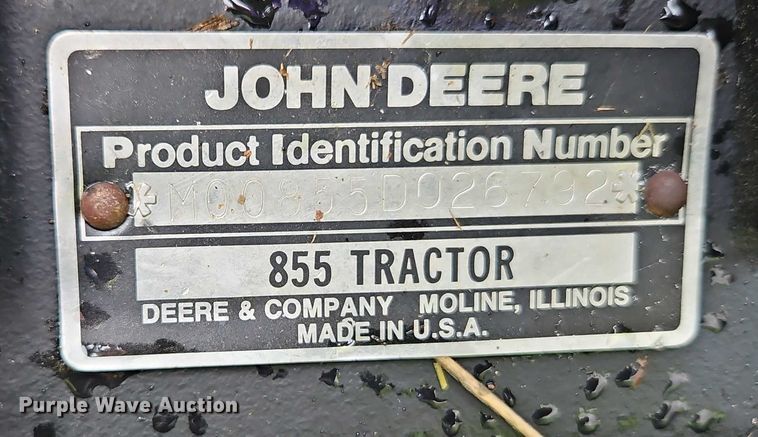 JOHN DEERE
Product Identification Number
*M00855D026792*
855 TRACTOR
DEERE & COMPANY MOLINE, ILLINOIS
MADE IN U.S.A.
Purple Wave Auction